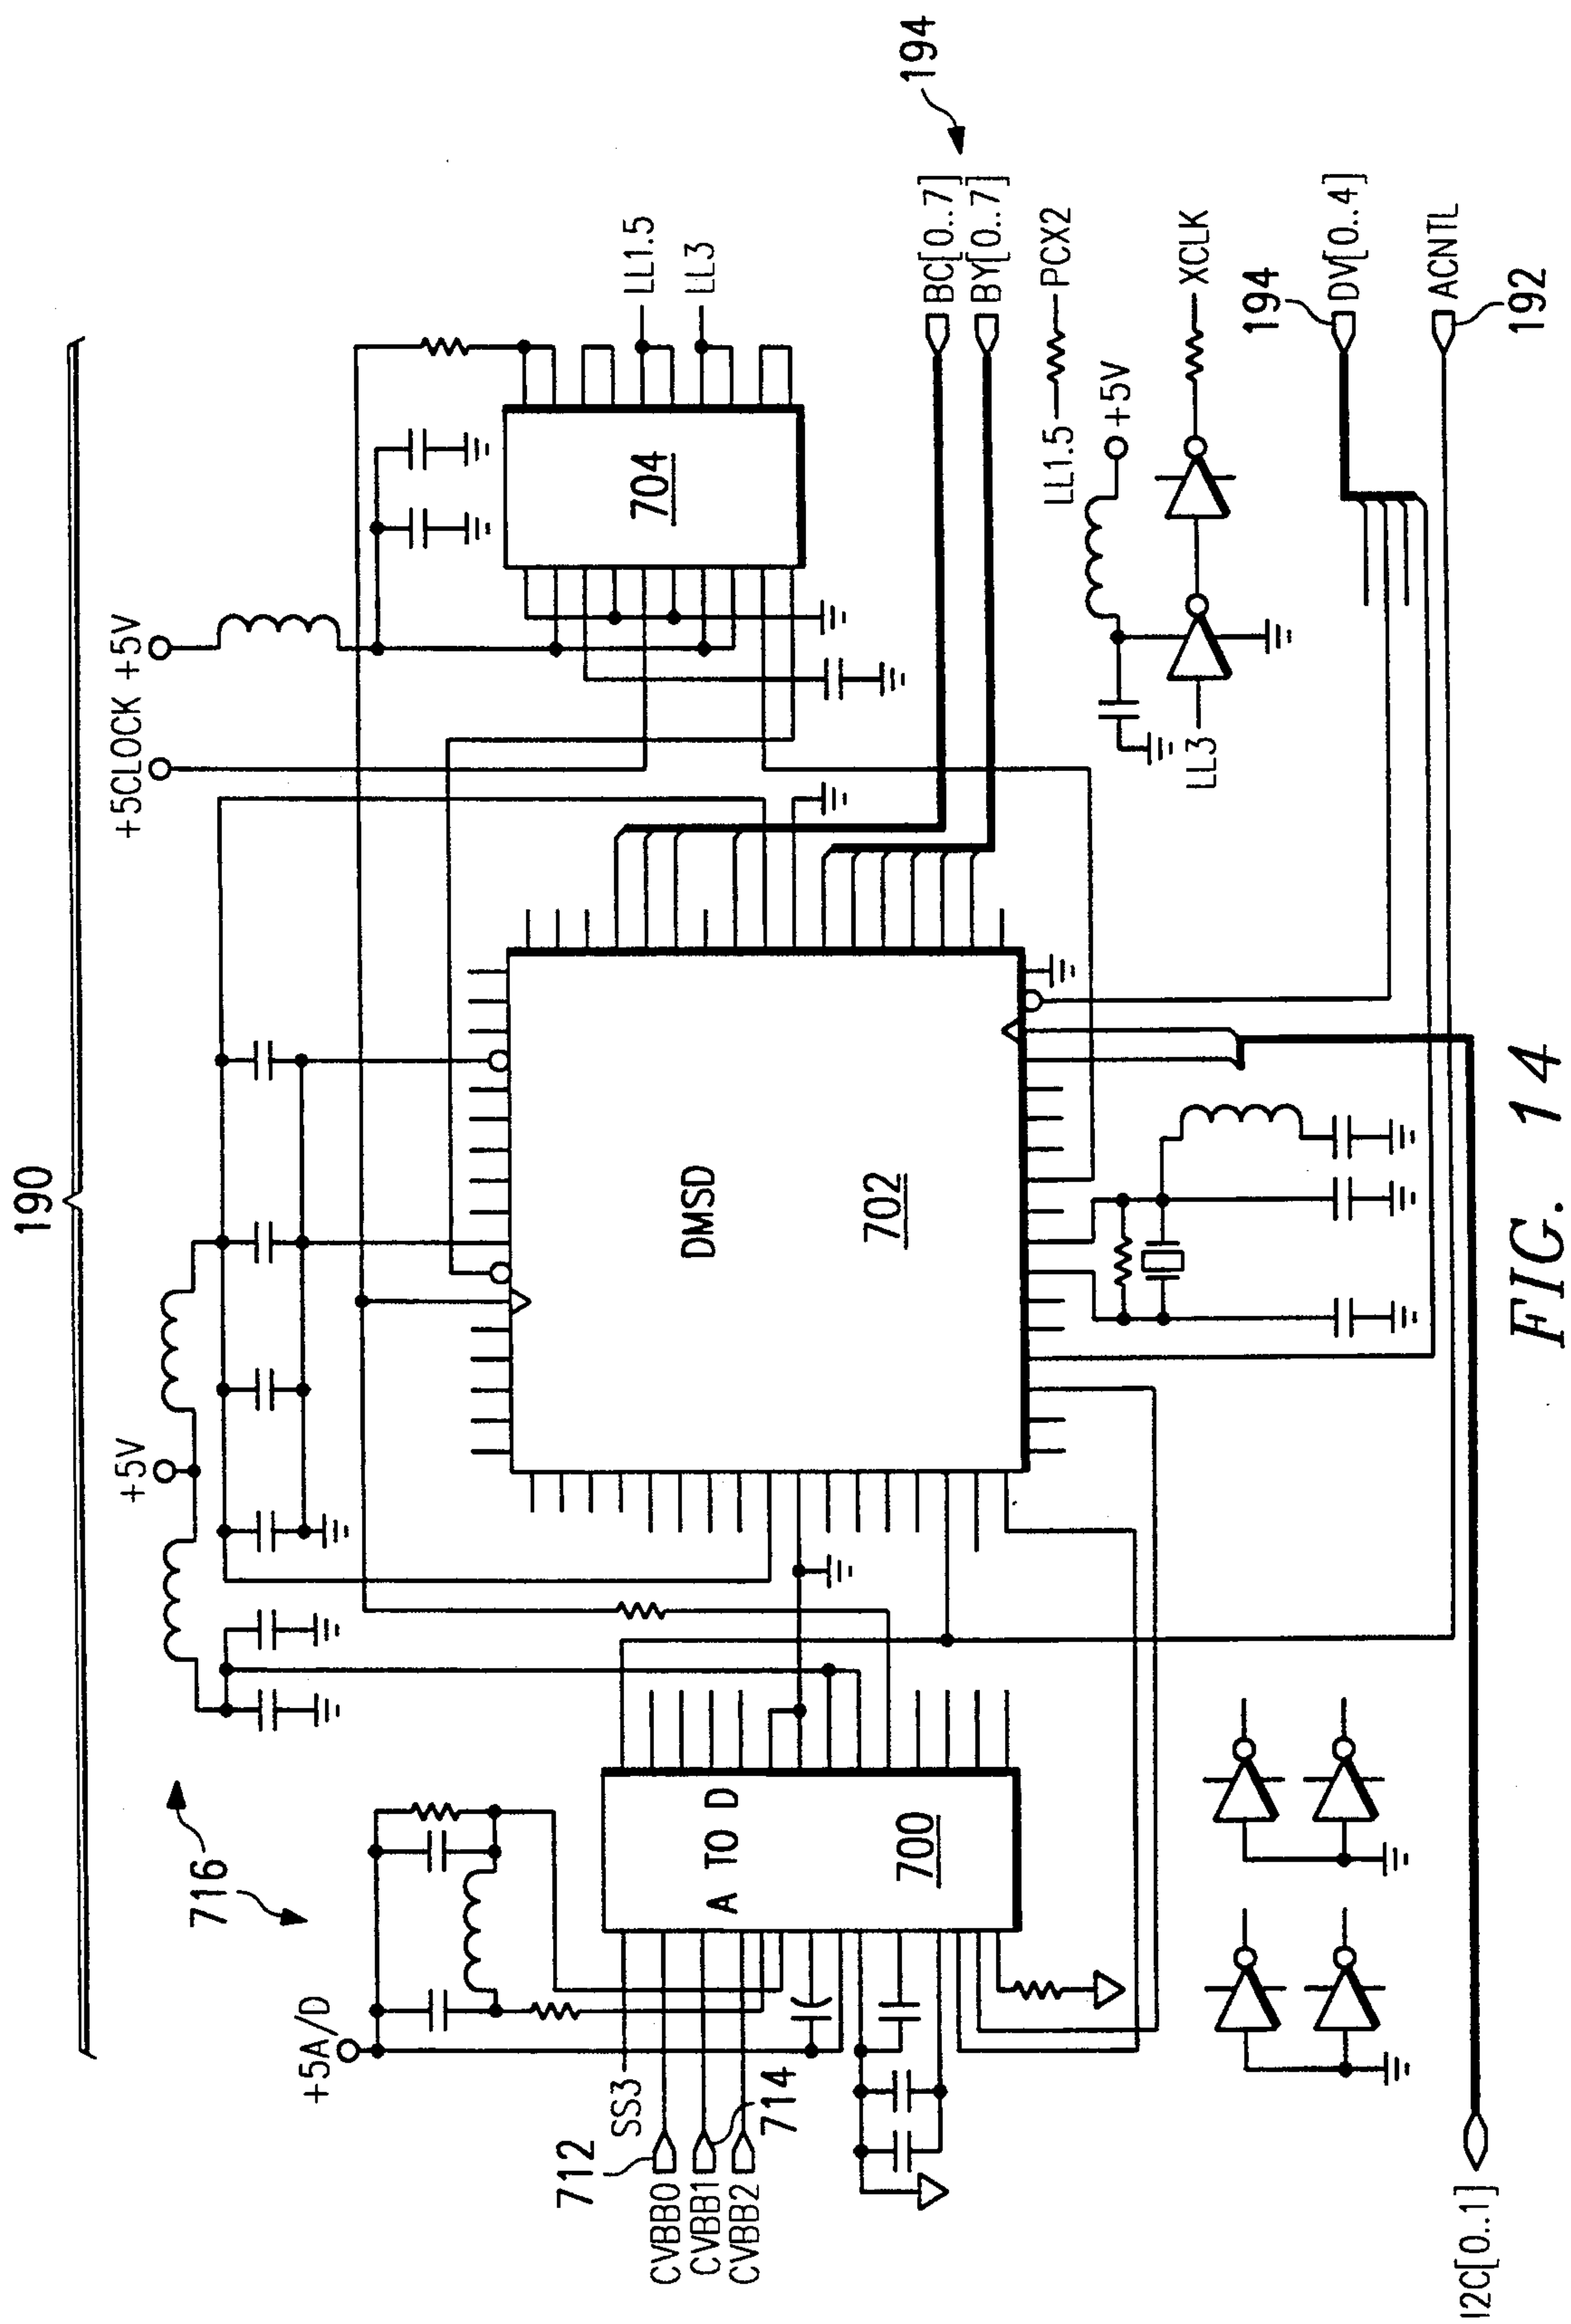 190
+5CLOCK
+5V
+5V
716
+5A/D
SS3
712
714
CVBB0
CVBB1
CVBB2
A TO D
700
DMSD
702
704
LL1.5
LL3
194
BC[0..7]
BY[0..7]
LL1.5
PCX2
+5V
LL3
XCLK
194
DV[0..4]
ACNTL
192
I2C[0..1]
FIG. 14